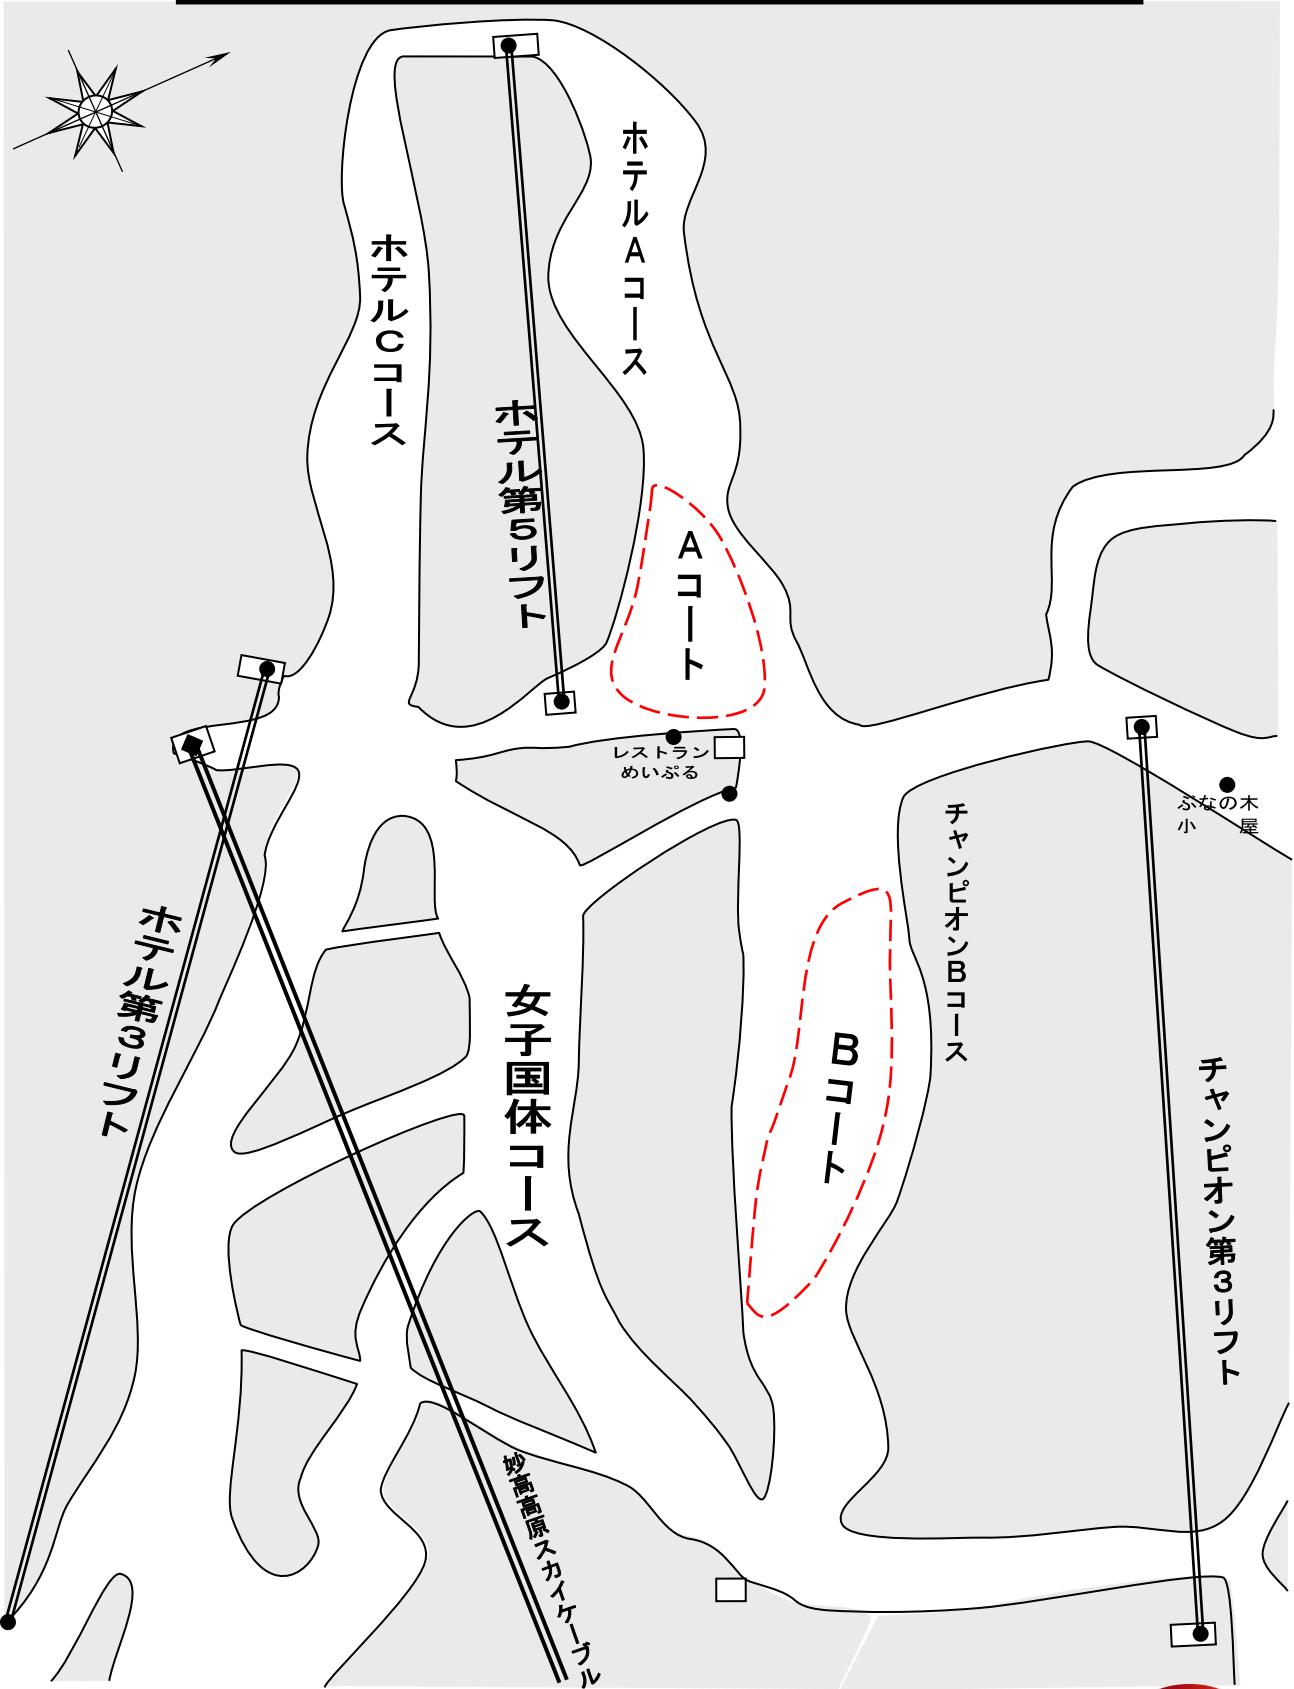 ホテルAコース
ホテルCコース
ホテル第5リフト
Aコート
レストラン
めいぷる
ぶなの木
小屋
チャンピオンBコース
ホテル第3リフト
女子国体コース
Bコート
チャンピオン第3リフト
妙高高原スカイケーブル